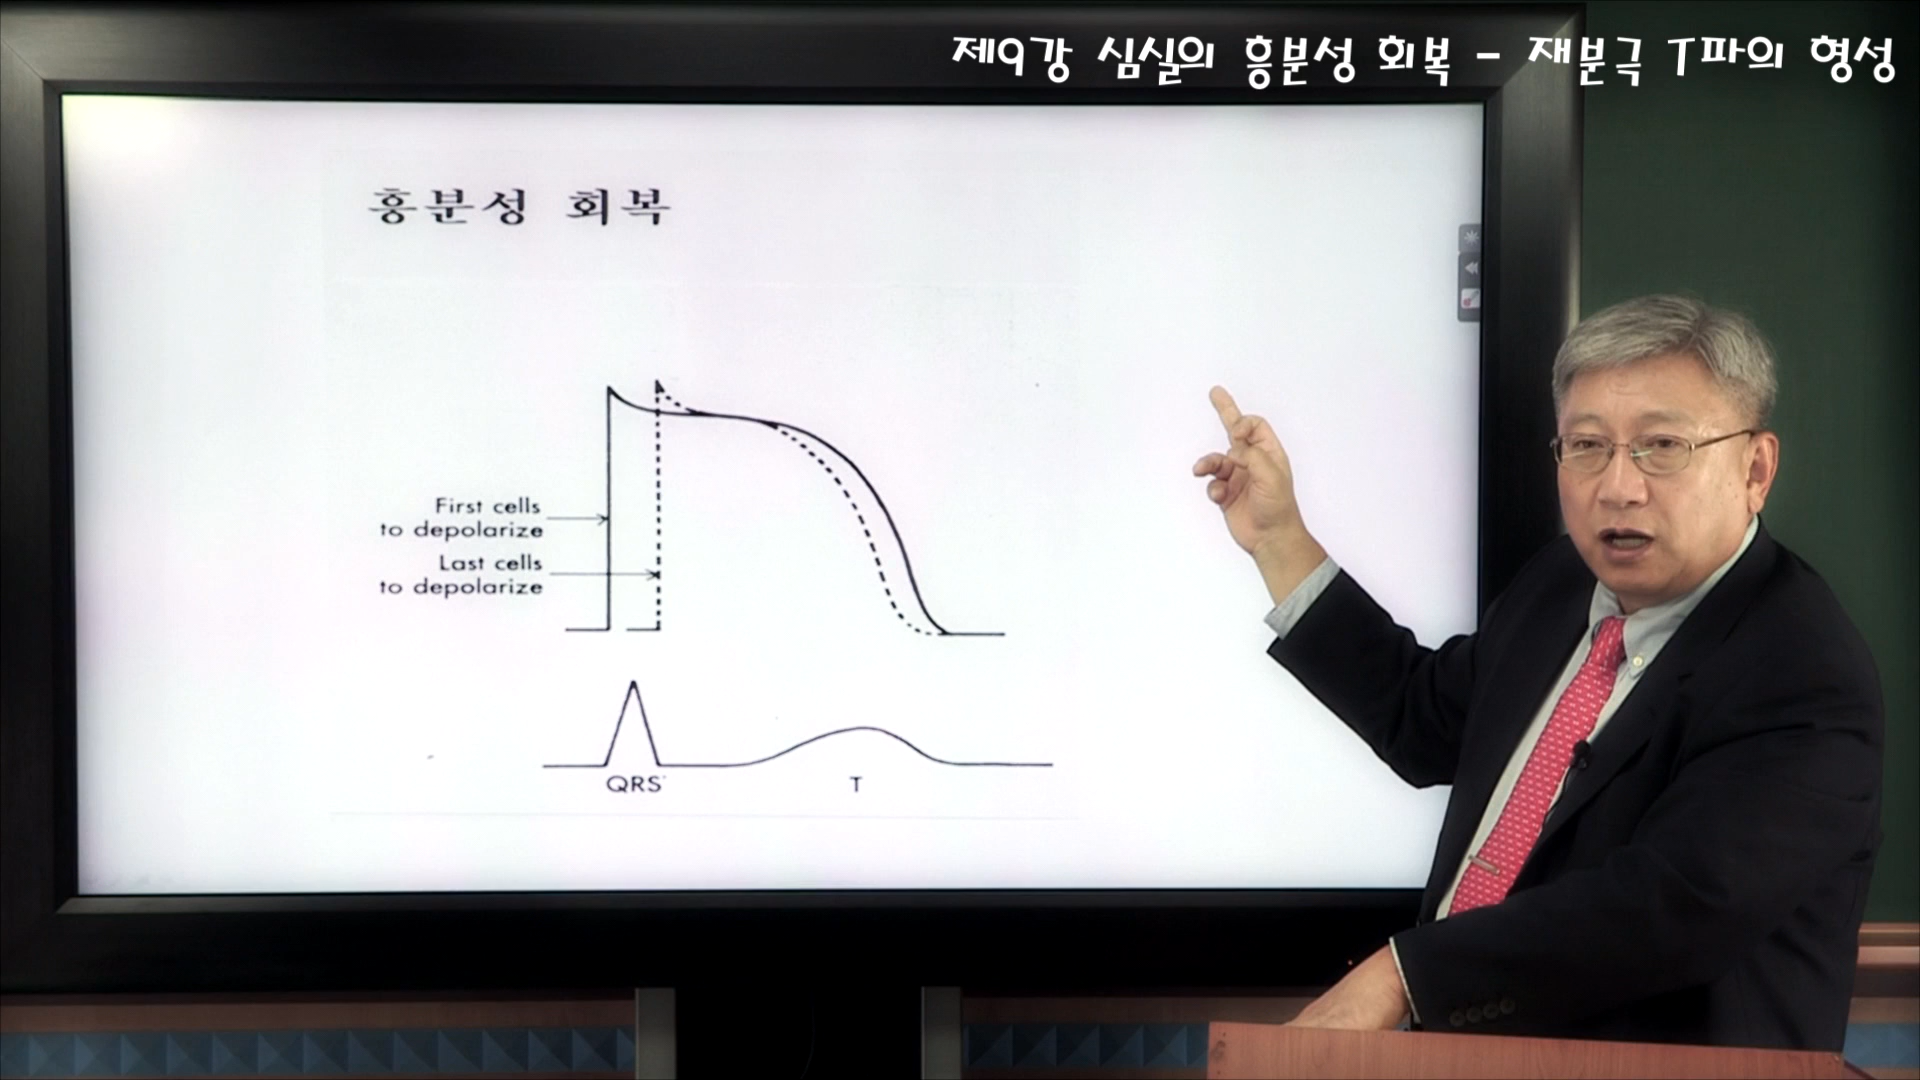 제9강 심실의 흥분성 회복 - 재분극 T파의 형성
흥분성 회복
First cells
to depolarize
Last cells
to depolarize
QRS
T